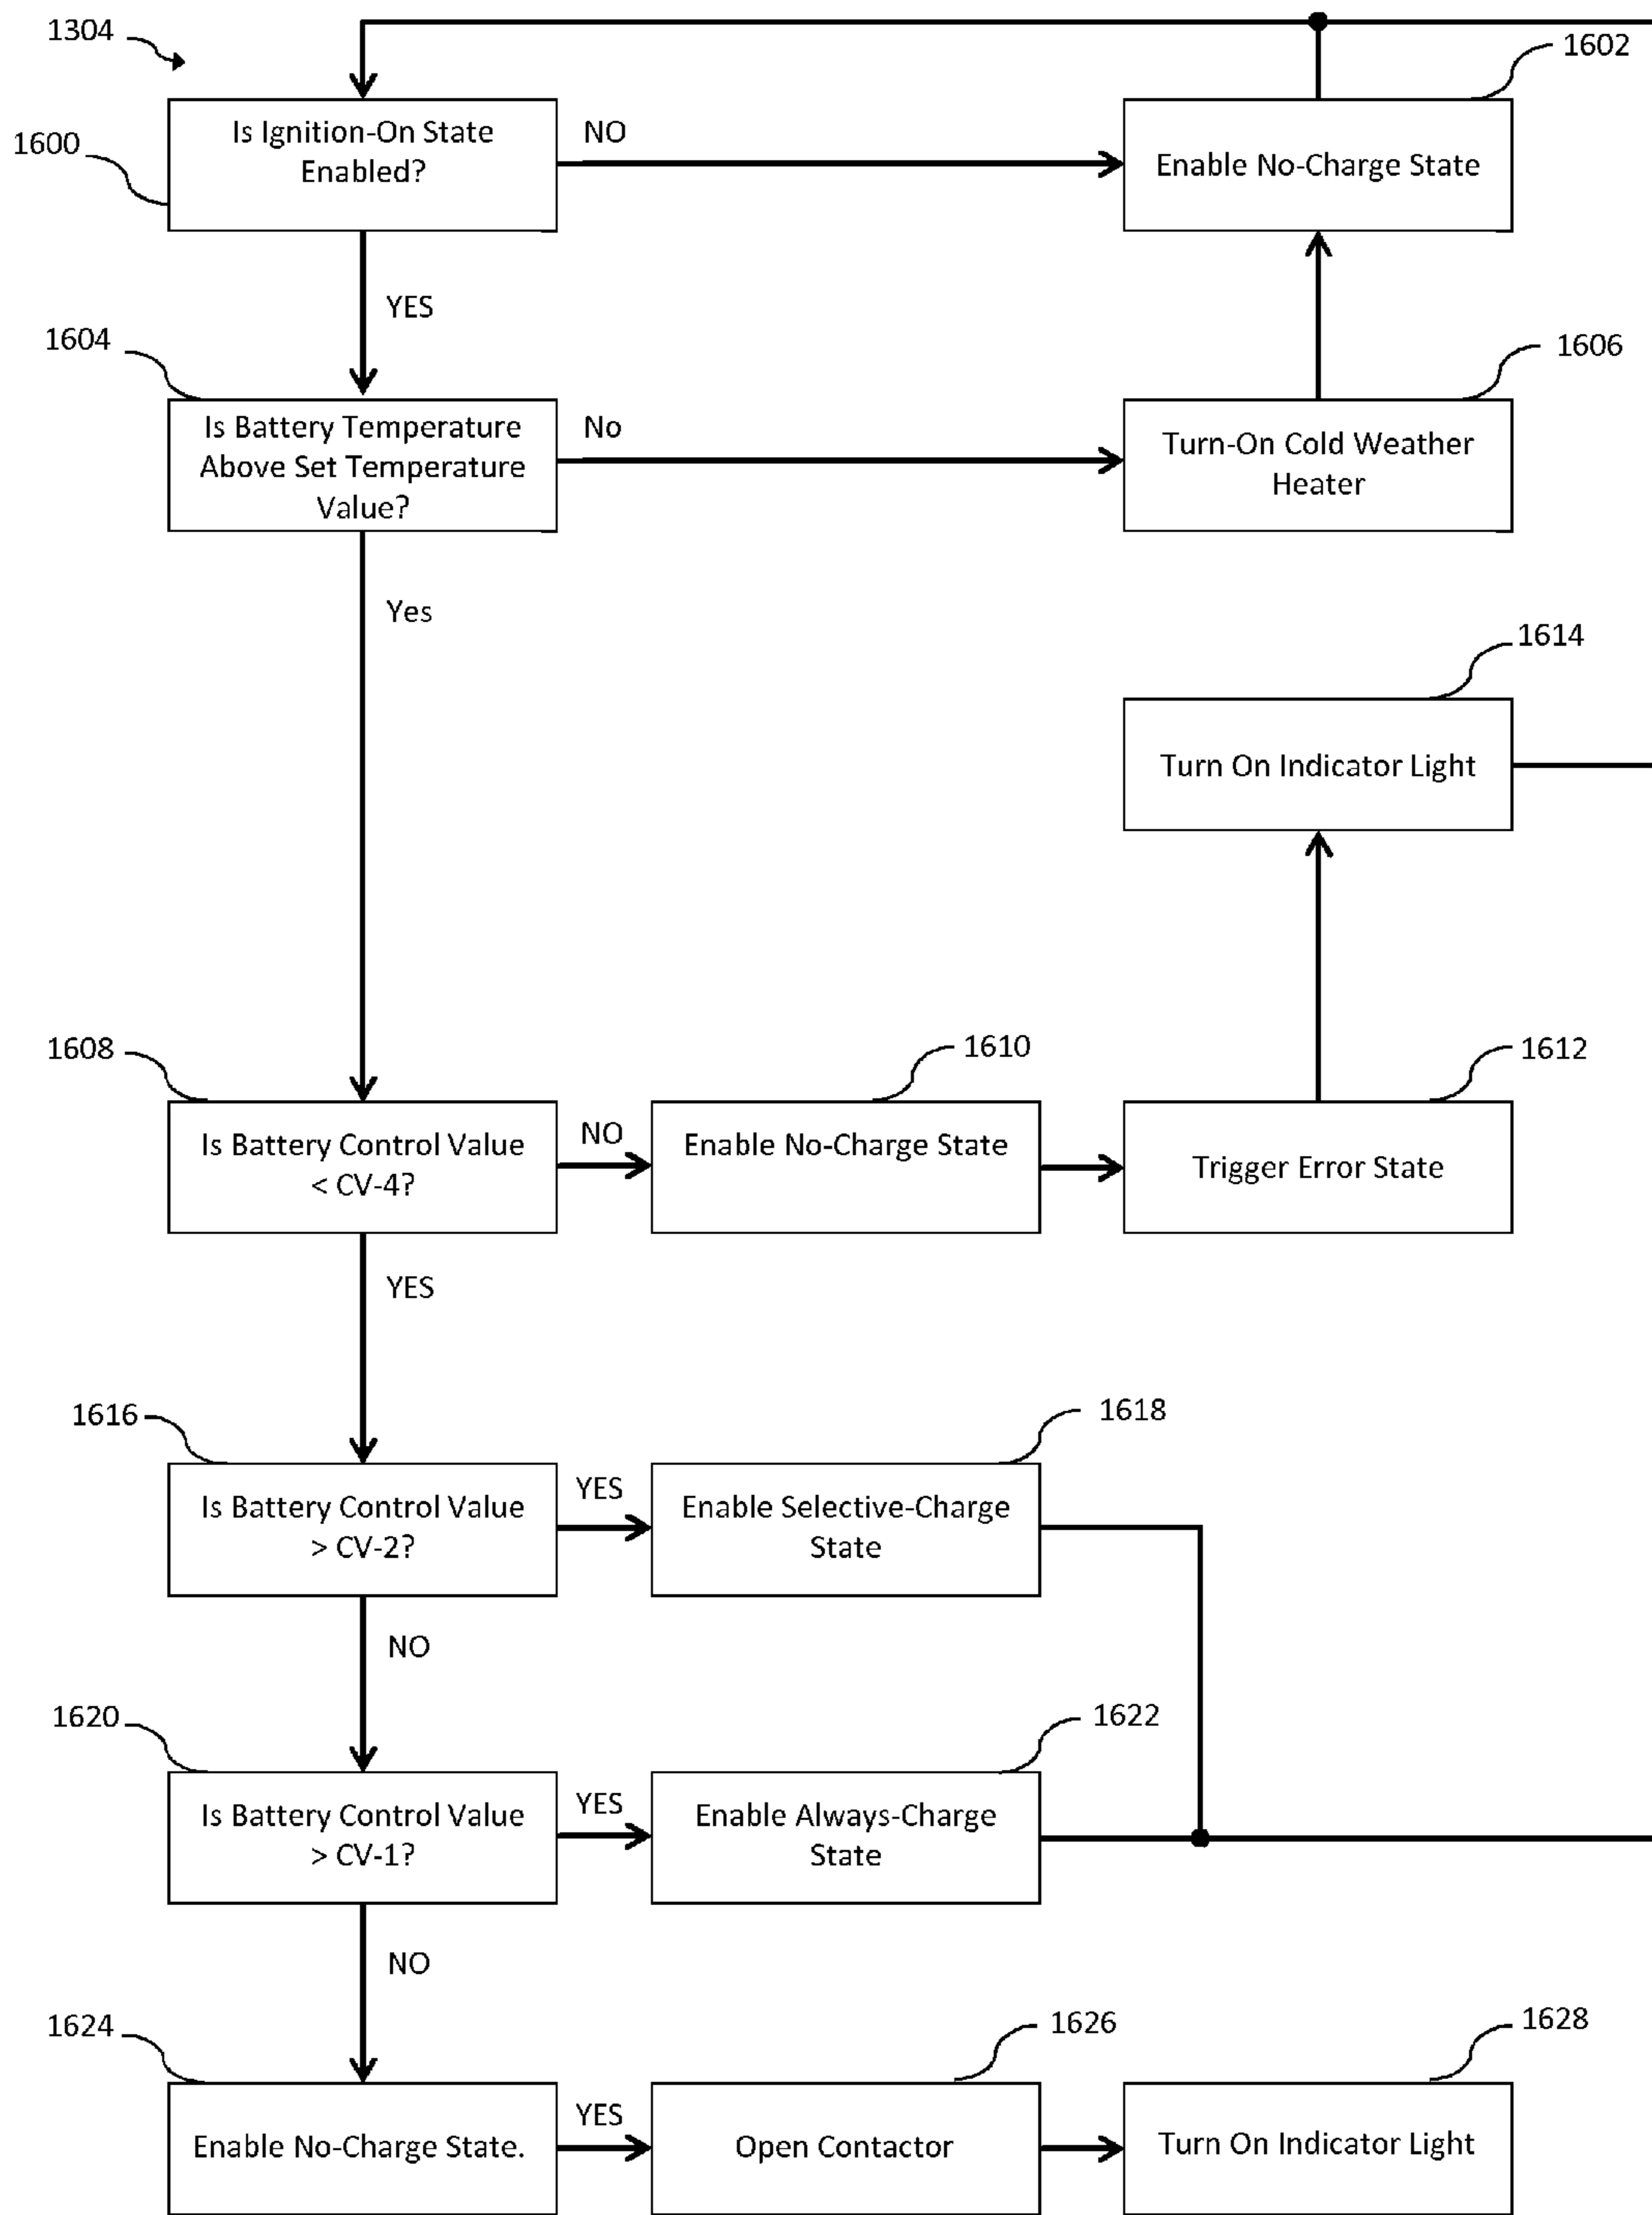 1304
1602
1600
Is Ignition-On State
Enabled?
NO
Enable No-Charge State
YES
1604
1606
Is Battery Temperature
Above Set Temperature
Value?
No
Turn-On Cold Weather
Heater
Yes
1614
Turn On Indicator Light
1608
1610
1612
Is Battery Control Value
< CV-4?
NO
Enable No-Charge State
Trigger Error State
YES
1616
1618
Is Battery Control Value
> CV-2?
YES
Enable Selective-Charge
State
NO
1620
1622
Is Battery Control Value
> CV-1?
YES
Enable Always-Charge
State
NO
1624
1626
1628
Enable No-Charge State.
YES
Open Contactor
Turn On Indicator Light